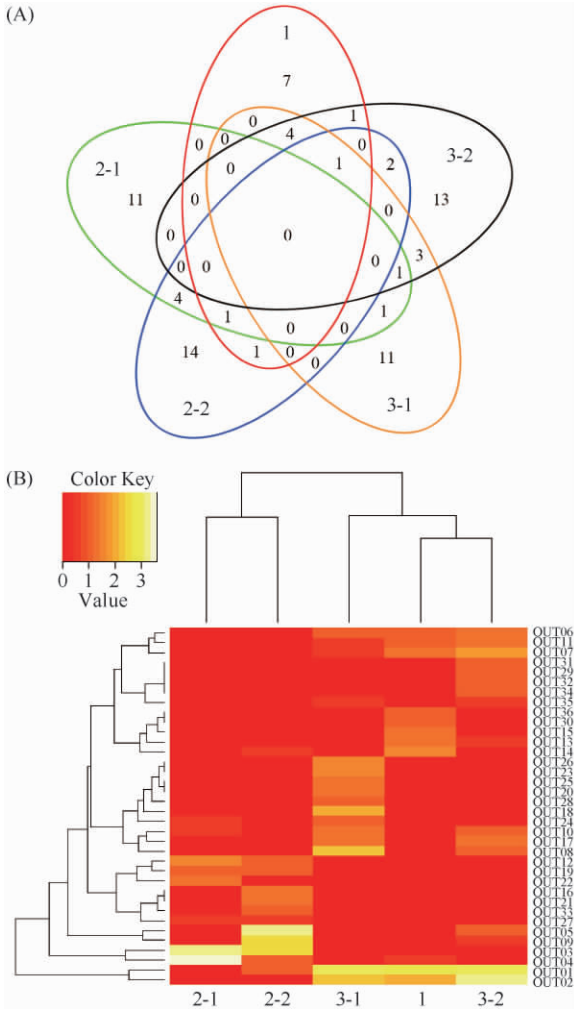 (A)
1
7
0 1
0 0 4 0
2-1 0 1 2 3-2
11 0 13
0 0 3
0 0 0 1
4 1 0 0 1
14 1 0 0 11
2-2 3-1
(B)
Color Key
0 1 2 3
Value
OUT06
OUT11
OUT07
OUT31
OUT29
OUT32
OUT34
OUT35
OUT36
OUT30
OUT15
OUT13
OUT14
OUT26
OUT23
OUT25
OUT20
OUT28
OUT18
OUT24
OUT10
OUT17
OUT08
OUT12
OUT19
OUT22
OUT16
OUT21
OUT33
OUT27
OUT05
OUT09
OUT03
OUT04
OUT01
OUT02
2-1 2-2 3-1 1 3-2